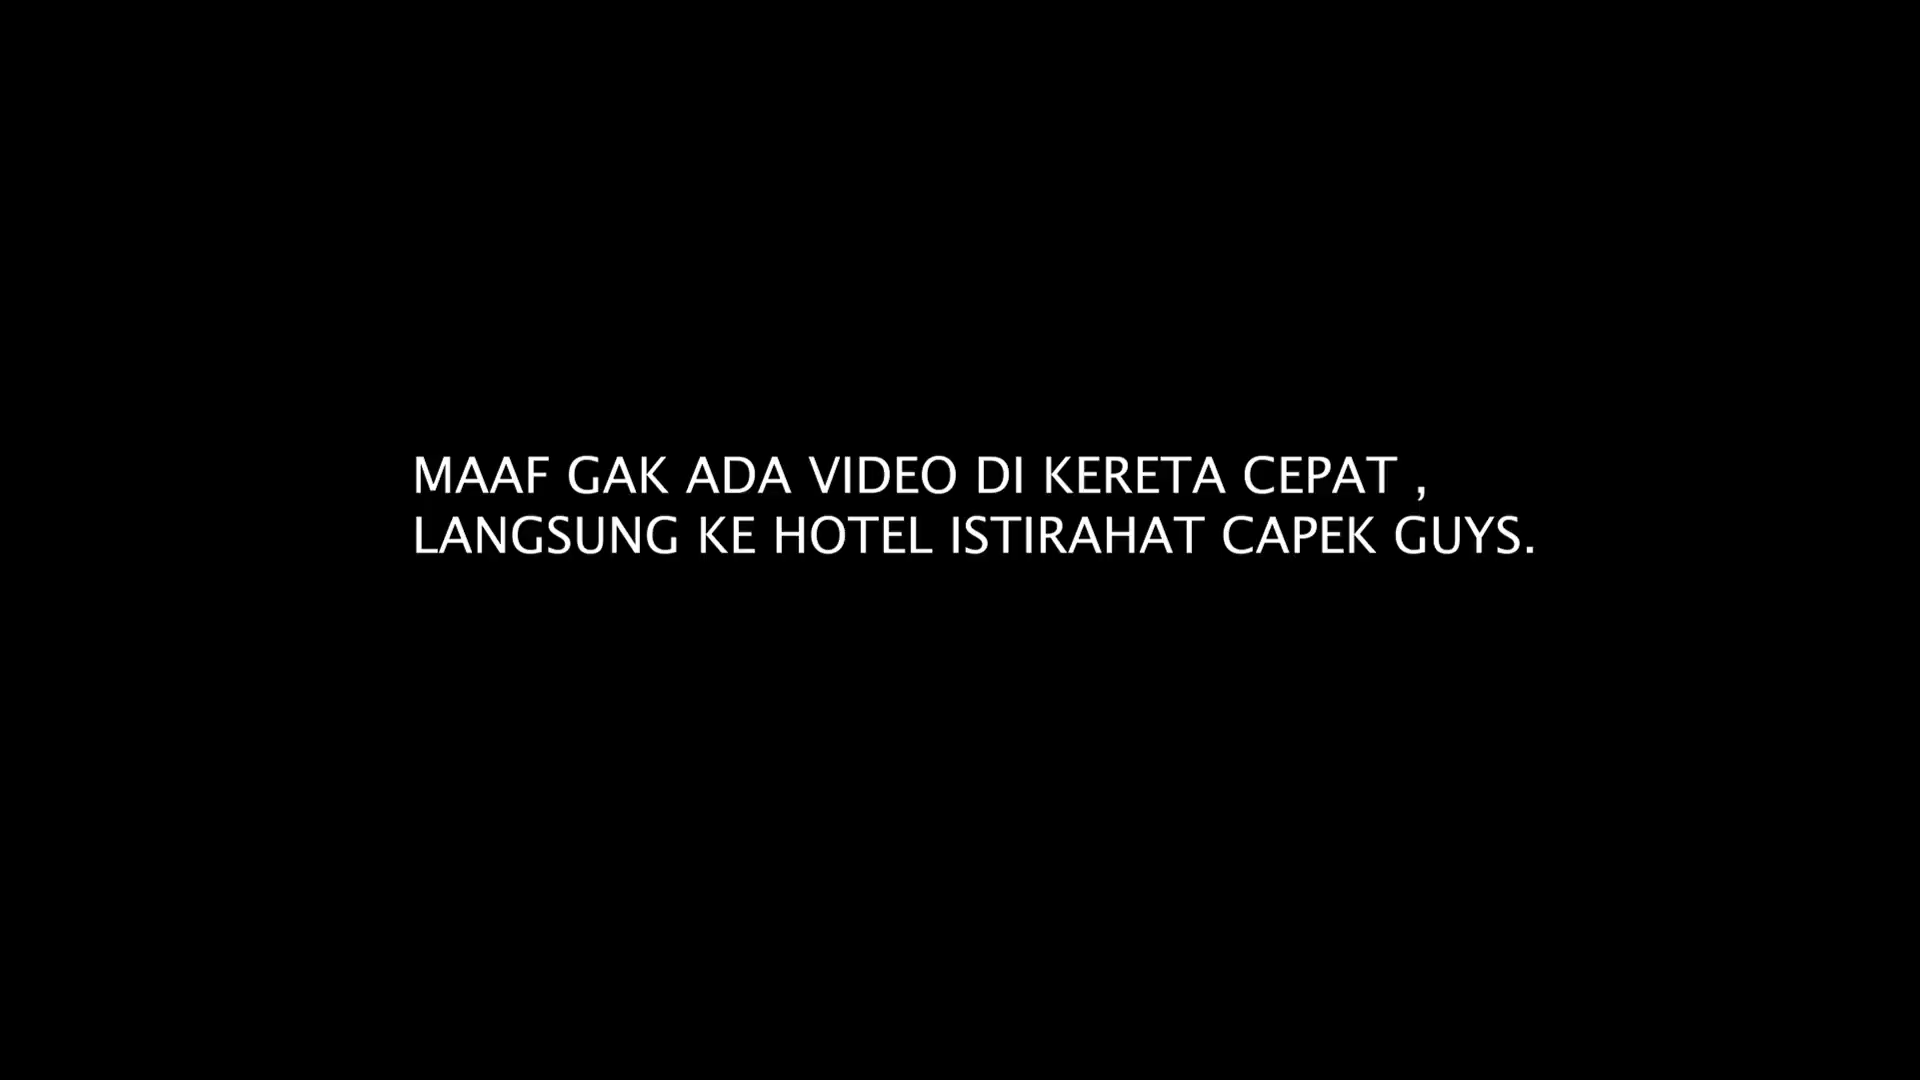 MAAF GAK ADA VIDEO DI KERETA CEPAT ,
LANGSUNG KE HOTEL ISTIRAHAT CAPEK GUYS.